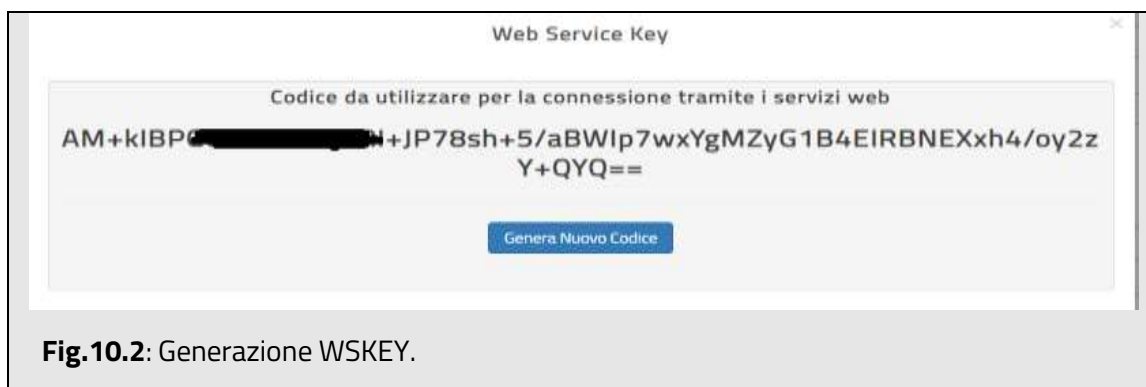 Web Service Key
Codice da utilizzare per la connessione tramite i servizi web
AM+kIBP +JP78sh+5/aBWIp7wxYgMZyG1B4EIRBNEXxh4/oy2z
Y+QYQ==
Genera Nuovo Codice
Fig.10.2: Generazione WSKEY.